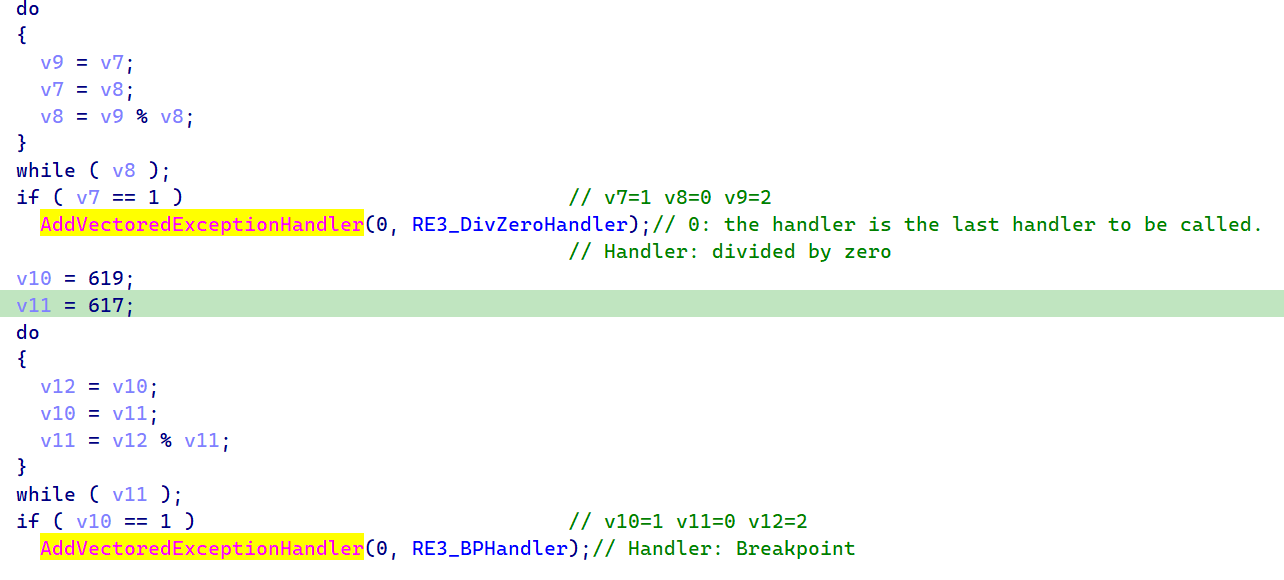 do
{
  v9 = v7;
  v7 = v8;
  v8 = v9 % v8;
}
while ( v8 );
if ( v7 == 1 )                                // v7=1 v8=0 v9=2
  AddVectoredExceptionHandler(0, RE3_DivZeroHandler);// 0: the handler is the last handler to be called.
                                              // Handler: divided by zero
v10 = 619;
v11 = 617;
do
{
  v12 = v10;
  v10 = v11;
  v11 = v12 % v11;
}
while ( v11 );
if ( v10 == 1 )                               // v10=1 v11=0 v12=2
  AddVectoredExceptionHandler(0, RE3_BPHandler);// Handler: Breakpoint